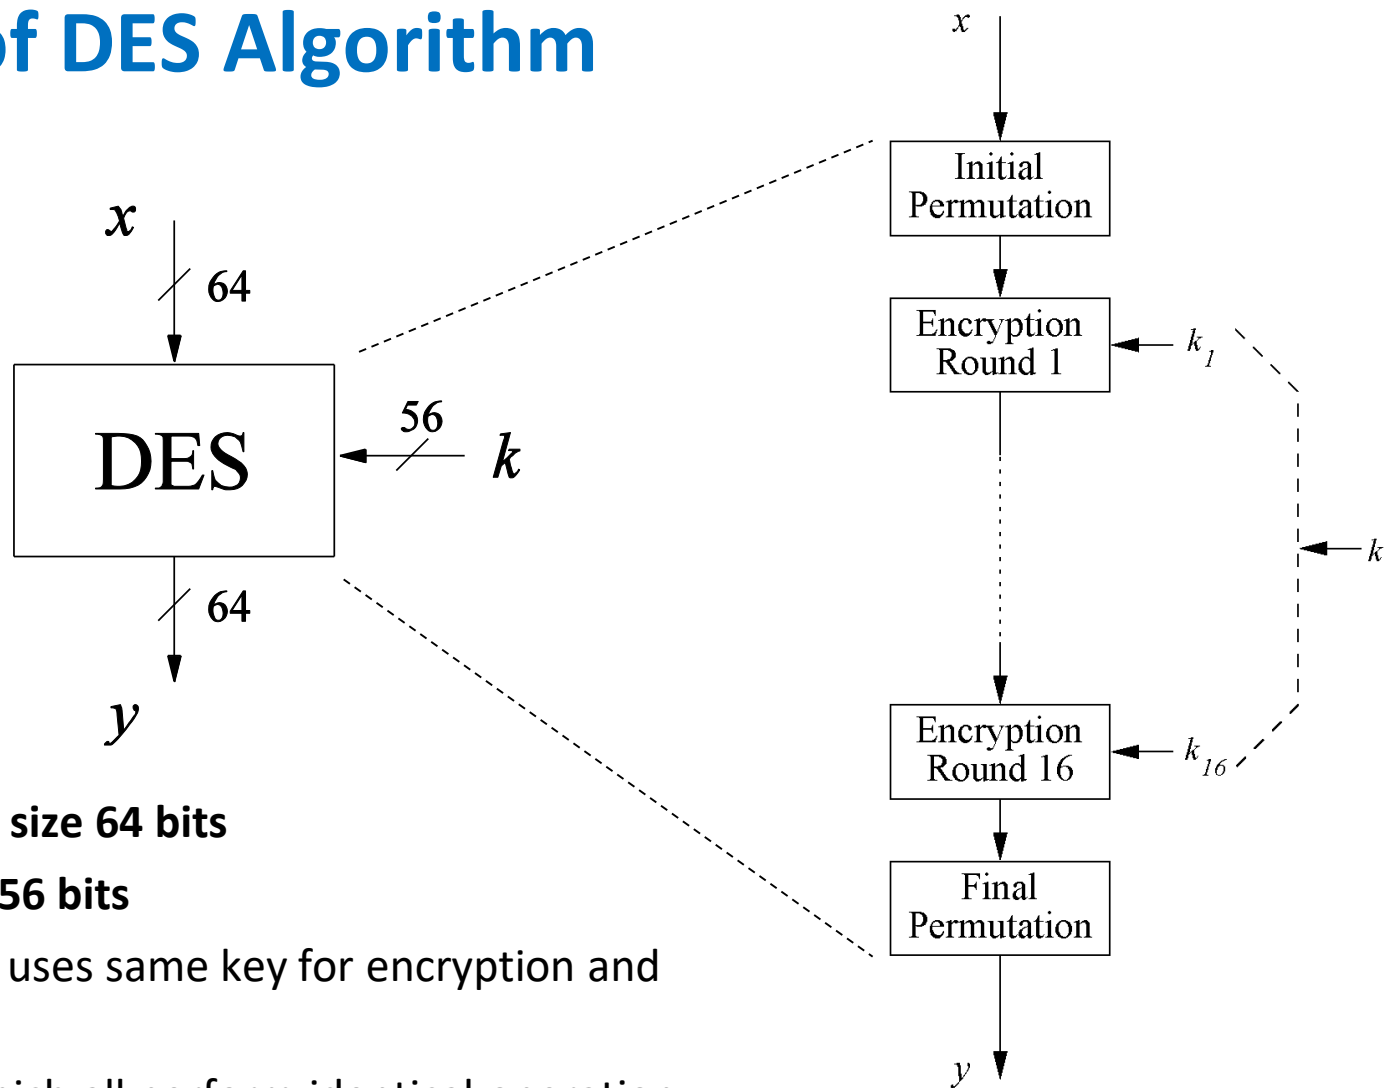 of DES Algorithm
x
64
DES
56
k
64
y
size 64 bits
56 bits
uses same key for encryption and
x
Initial
Permutation
Encryption
Round 1
k1
k
Encryption
Round 16
k16
Final
Permutation
y